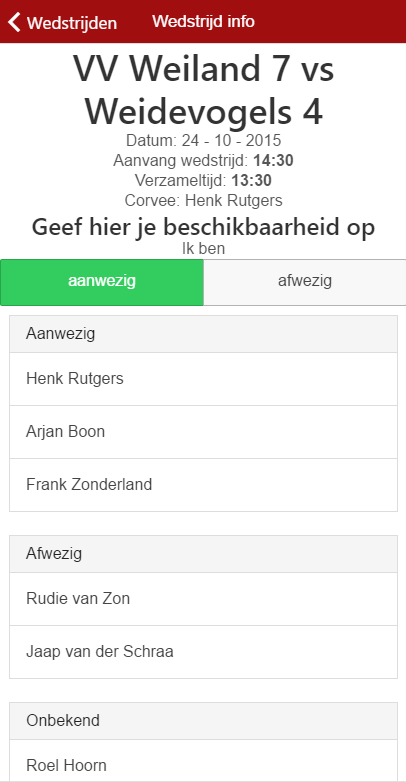 Wedstrijden Wedstrijd info
VV Weiland 7 vs
Weidevogels 4
Datum: 24 - 10 - 2015
Aanvang wedstrijd: 14:30
Verzameltijd: 13:30
Corvee: Henk Rutgers
Geef hier je beschikbaarheid op
Ik ben
aanwezig afwezig
Aanwezig
Henk Rutgers
Arjan Boon
Frank Zonderland
Afwezig
Rudie van Zon
Jaap van der Schraa
Onbekend
Roel Hoorn